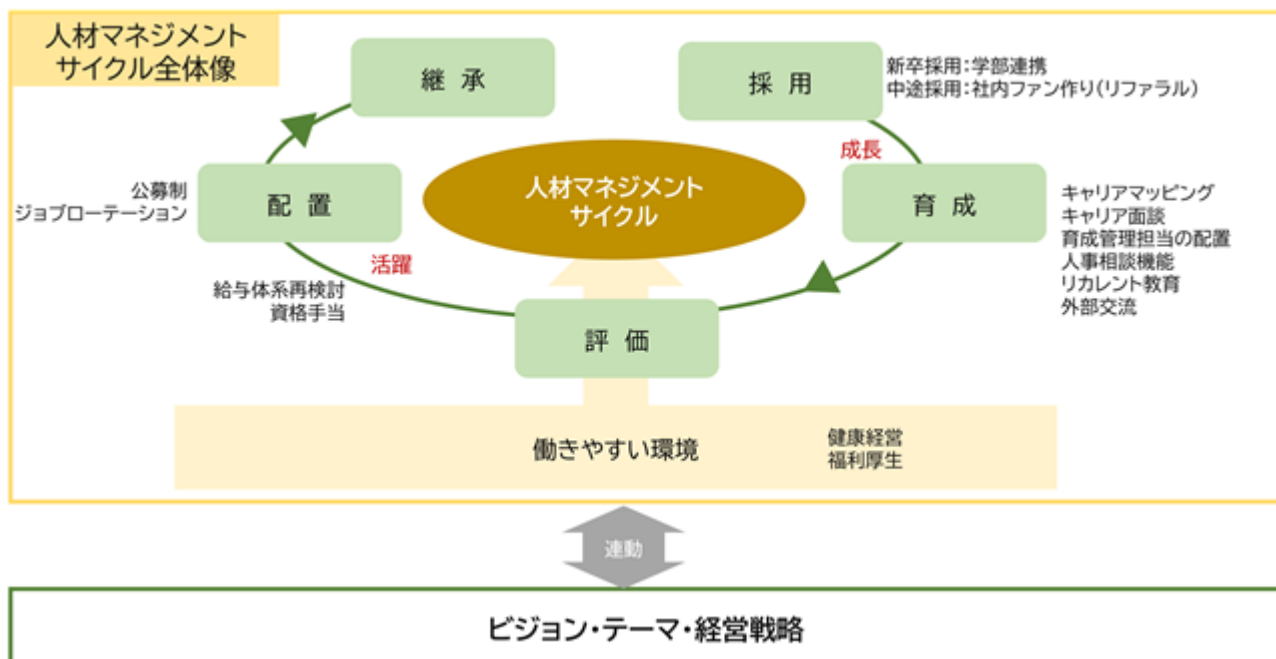 人材マネジメント
サイクル全体像
継 承
採 用
新卒採用：学部連携
中途採用：社内ファン作り（リファラル）
成長
人材マネジメント
サイクル
公募制
ジョブローテーション
配 置
育 成
キャリアマッピング
キャリア面談
育成管理担当の配置
人事相談機能
リカレント教育
外部交流
活躍
給与体系再検討
資格手当
評 価
働きやすい環境
健康経営
福利厚生
連動
ビジョン・テーマ・経営戦略